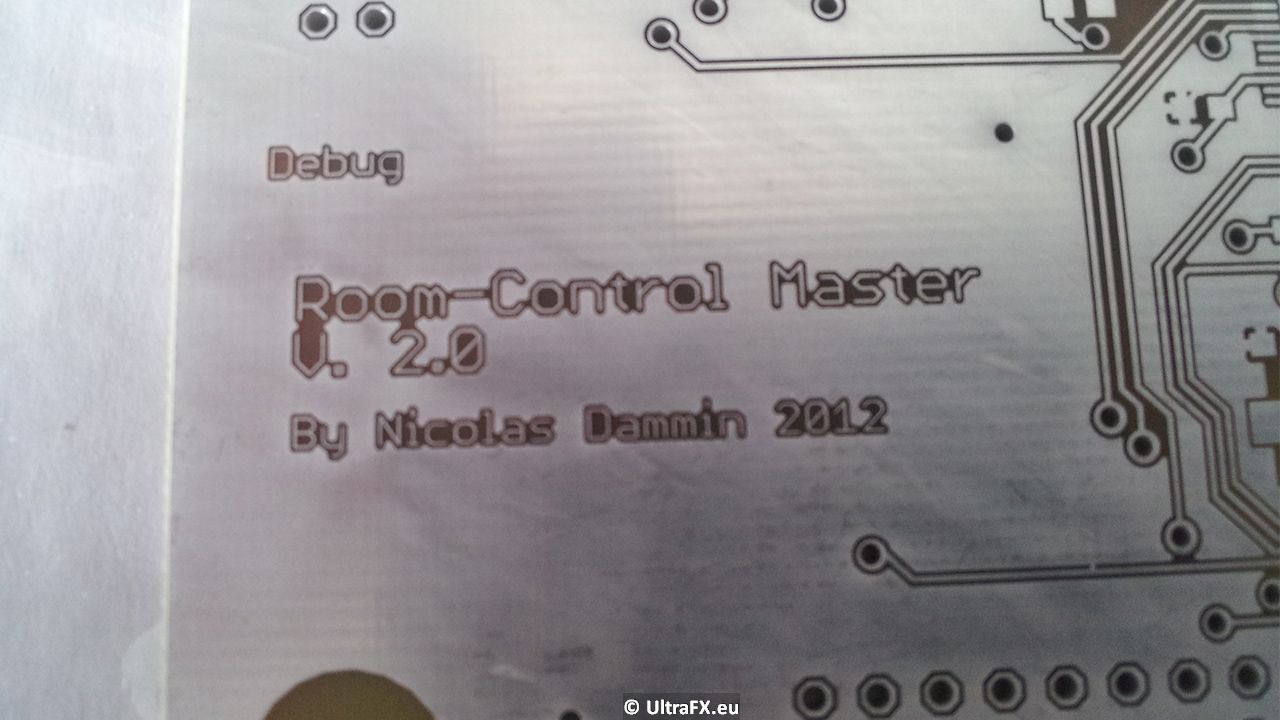 Debug
Room-Control Master
V. 2.0
By Nicolas Dammin 2012
© UltraFX.eu